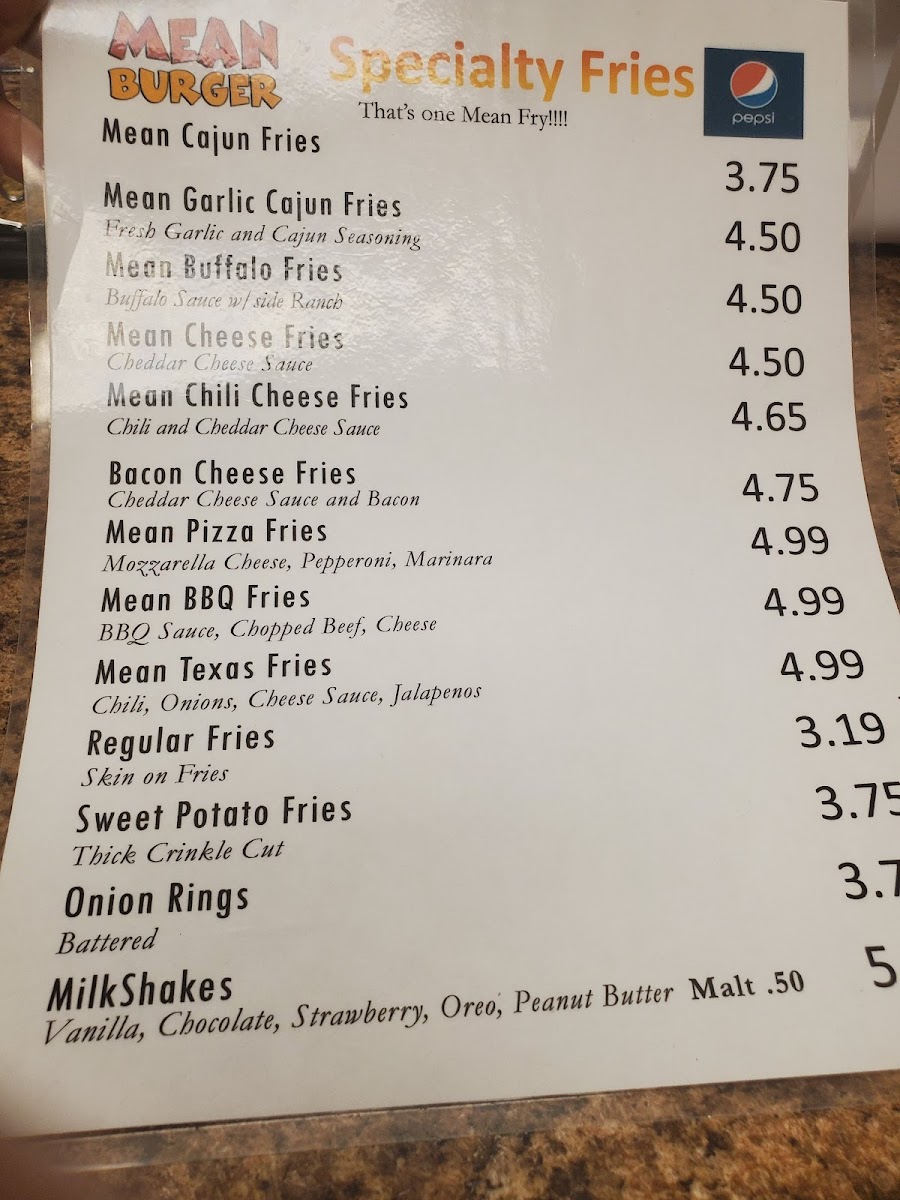 MEAN BURGER
Specialty Fries
pepsi
That's one Mean Fry!!!!
Mean Cajun Fries 3.75
Mean Garlic Cajun Fries 4.50
Fresh Garlic and Cajun Seasoning
Mean Buffalo Fries 4.50
Buffalo Sauce w/ side Ranch
Mean Cheese Fries 4.50
Cheddar Cheese Sauce
Mean Chili Cheese Fries 4.65
Chili and Cheddar Cheese Sauce
Bacon Cheese Fries 4.75
Cheddar Cheese Sauce and Bacon
Mean Pizza Fries 4.99
Mozzarella Cheese, Pepperoni, Marinara
Mean BBQ Fries 4.99
BBQ Sauce, Chopped Beef, Cheese
Mean Texas Fries 4.99
Chili, Onions, Cheese Sauce, Jalapenos
Regular Fries 3.19
Skin on Fries
Sweet Potato Fries 3.75
Thick Crinkle Cut
Onion Rings 3.7
Battered
MilkShakes 5
Vanilla, Chocolate, Strawberry, Oreo, Peanut Butter Malt .50